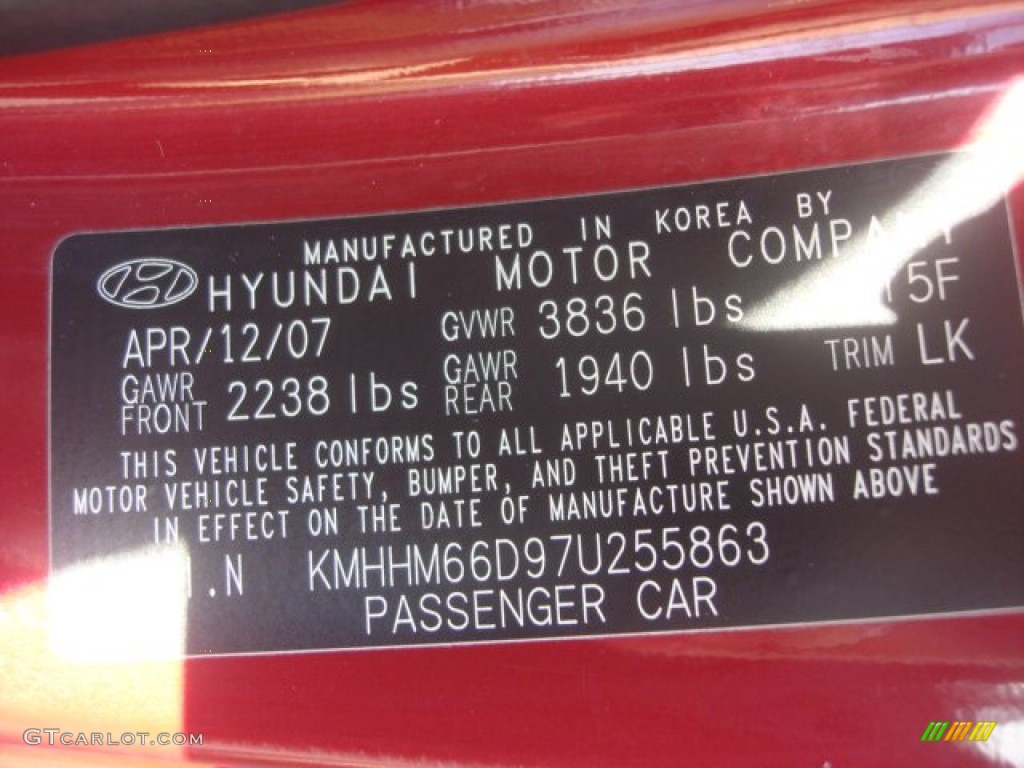 MANUFACTURED IN KOREA BY
HYUNDAI MOTOR COMPANY
APR/12/07 GVWR 3836 lbs
GAWR FRONT 2238 lbs GAWR REAR 1940 lbs TRIM LK
THIS VEHICLE CONFORMS TO ALL APPLICABLE U.S.A. FEDERAL
MOTOR VEHICLE SAFETY, BUMPER, AND THEFT PREVENTION STANDARDS
IN EFFECT ON THE DATE OF MANUFACTURE SHOWN ABOVE
KMHHM66D97U255863
PASSENGER CAR
GTCARLOT.COM